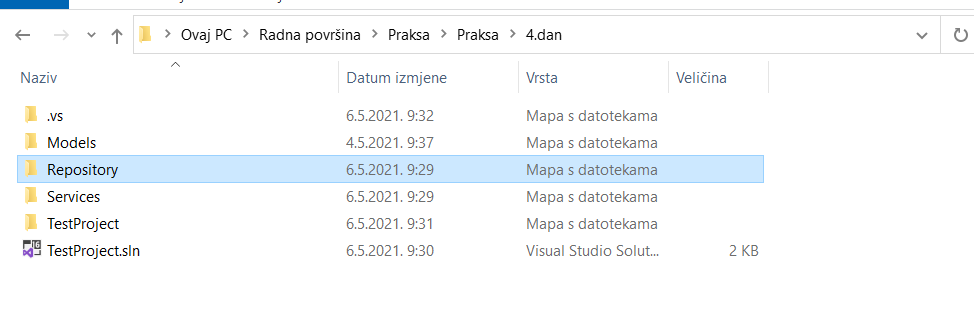 Ovaj PC > Radna površina > Praksa > Praksa > 4.dan
Naziv Datum izmjene Vrsta Veličina
.vs 6.5.2021. 9:32 Mapa s datotekama
Models 4.5.2021. 9:37 Mapa s datotekama
Repository 6.5.2021. 9:29 Mapa s datotekama
Services 6.5.2021. 9:29 Mapa s datotekama
TestProject 6.5.2021. 9:31 Mapa s datotekama
TestProject.sln 6.5.2021. 9:30 Visual Studio Solut... 2 KB